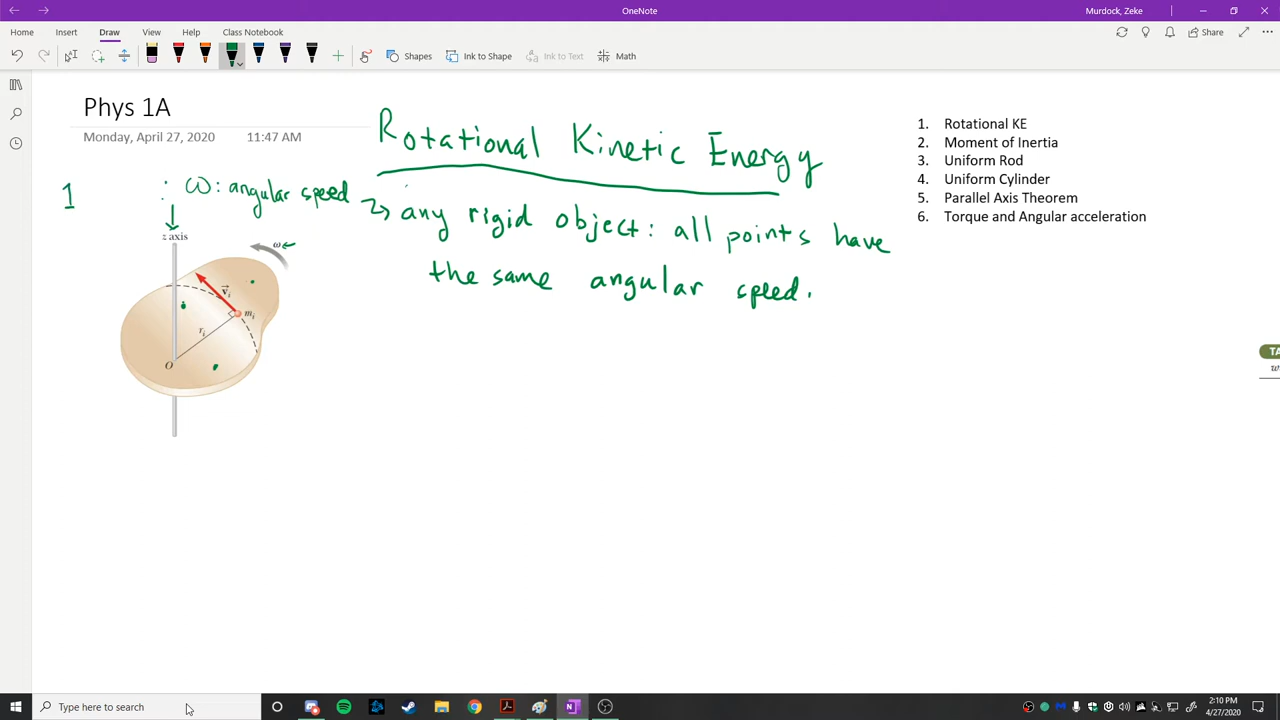 OneNote
Murdock, Zeke
Home Insert Draw View Help Class Notebook
Share
Shapes Ink to Shape Ink to Text Math
Phys 1A
Monday, April 27, 2020 11:47 AM
Rotational Kinetic Energy
1. Rotational KE
2. Moment of Inertia
3. Uniform Rod
4. Uniform Cylinder
5. Parallel Axis Theorem
6. Torque and Angular acceleration
1
ω: angular speed
any rigid object: all points have
the same angular speed.
z axis
ω
v⃗i
mi
ri
O
TA
w
Type here to search
2:10 PM
4/27/2020